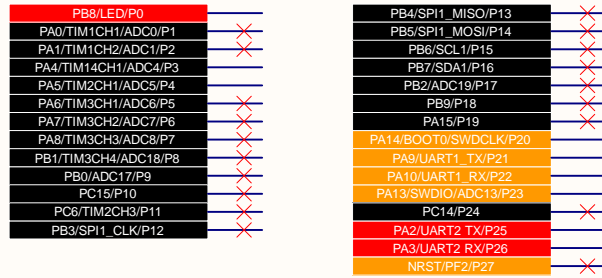 PB8/LED/P0
PA0/TIM1CH1/ADC0/P1
PA1/TIM1CH2/ADC1/P2
PA4/TIM14CH1/ADC4/P3
PA5/TIM2CH1/ADC5/P4
PA6/TIM3CH1/ADC6/P5
PA7/TIM3CH2/ADC7/P6
PA8/TIM3CH3/ADC8/P7
PB1/TIM3CH4/ADC18/P8
PB0/ADC17/P9
PC15/P10
PC6/TIM2CH3/P11
PB3/SPI1_CLK/P12
PB4/SPI1_MISO/P13
PB5/SPI1_MOSI/P14
PB6/SCL1/P15
PB7/SDA1/P16
PB2/ADC19/P17
PB9/P18
PA15/P19
PA14/BOOT0/SWDCLK/P20
PA9/UART1_TX/P21
PA10/UART1_RX/P22
PA13/SWDIO/ADC13/P23
PC14/P24
PA2/UART2 TX/P25
PA3/UART2 RX/P26
NRST/PF2/P27